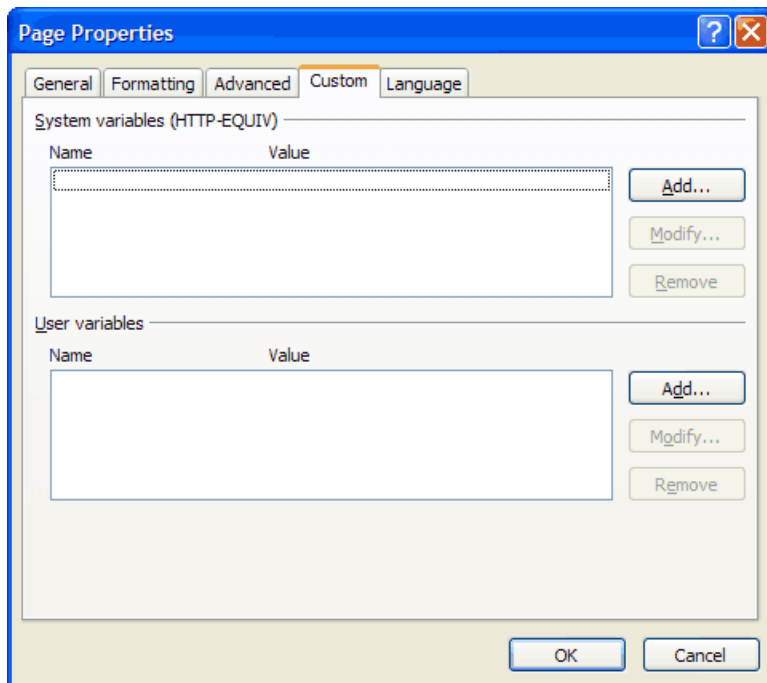 Page Properties
?
General Formatting Advanced Custom Language
System variables (HTTP-EQUIV)
Name Value
Add...
Modify...
Remove
User variables
Name Value
Add...
Modify...
Remove
OK Cancel